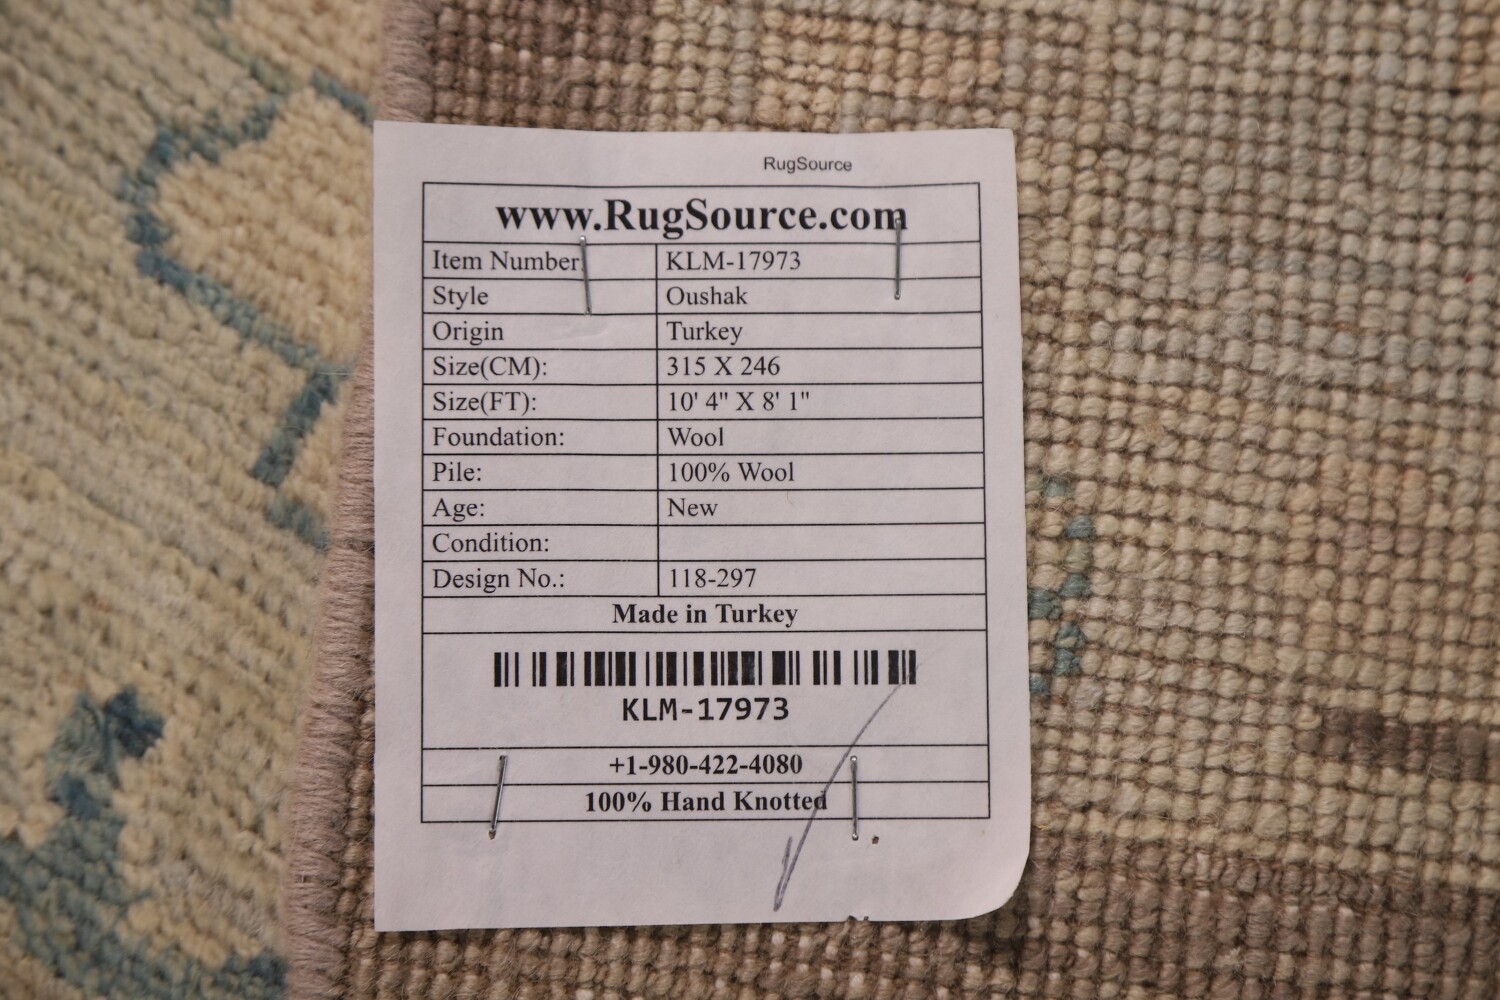 RugSource
www.RugSource.com
Item Number KLM-17973
Style Oushak
Origin Turkey
Size(CM): 315 X 246
Size(FT): 10' 4" X 8' 1"
Foundation: Wool
Pile: 100% Wool
Age: New
Condition:
Design No.: 118-297
Made in Turkey
KLM-17973
+1-980-422-4080
100% Hand Knotted